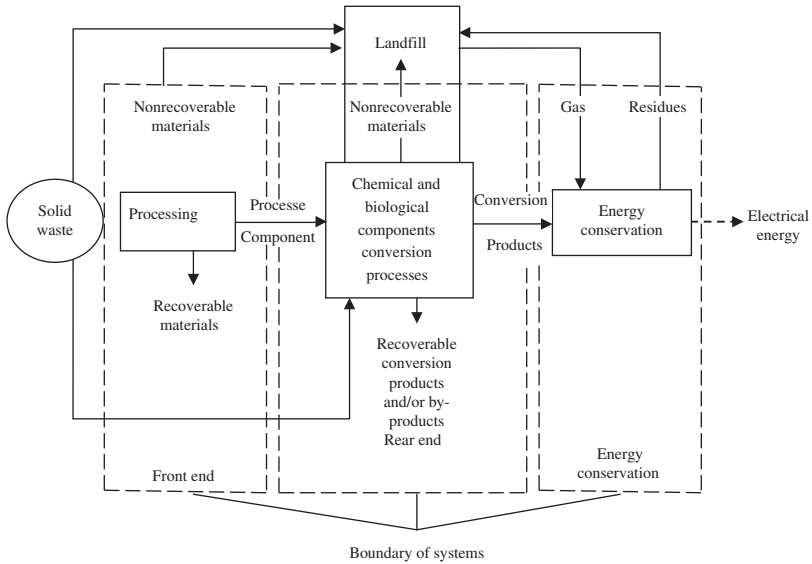 Landfill
Nonrecoverable
materials
Nonrecoverable
materials
Gas
Residues
Solid
waste
Processing
Processe
Component
Chemical and
biological
components
conversion
processes
Conversion
Products
Energy
conservation
Electrical
energy
Recoverable
materials
Recoverable
conversion
products
and/or by-
products
Rear end
Front end
Energy
conservation
Boundary of systems